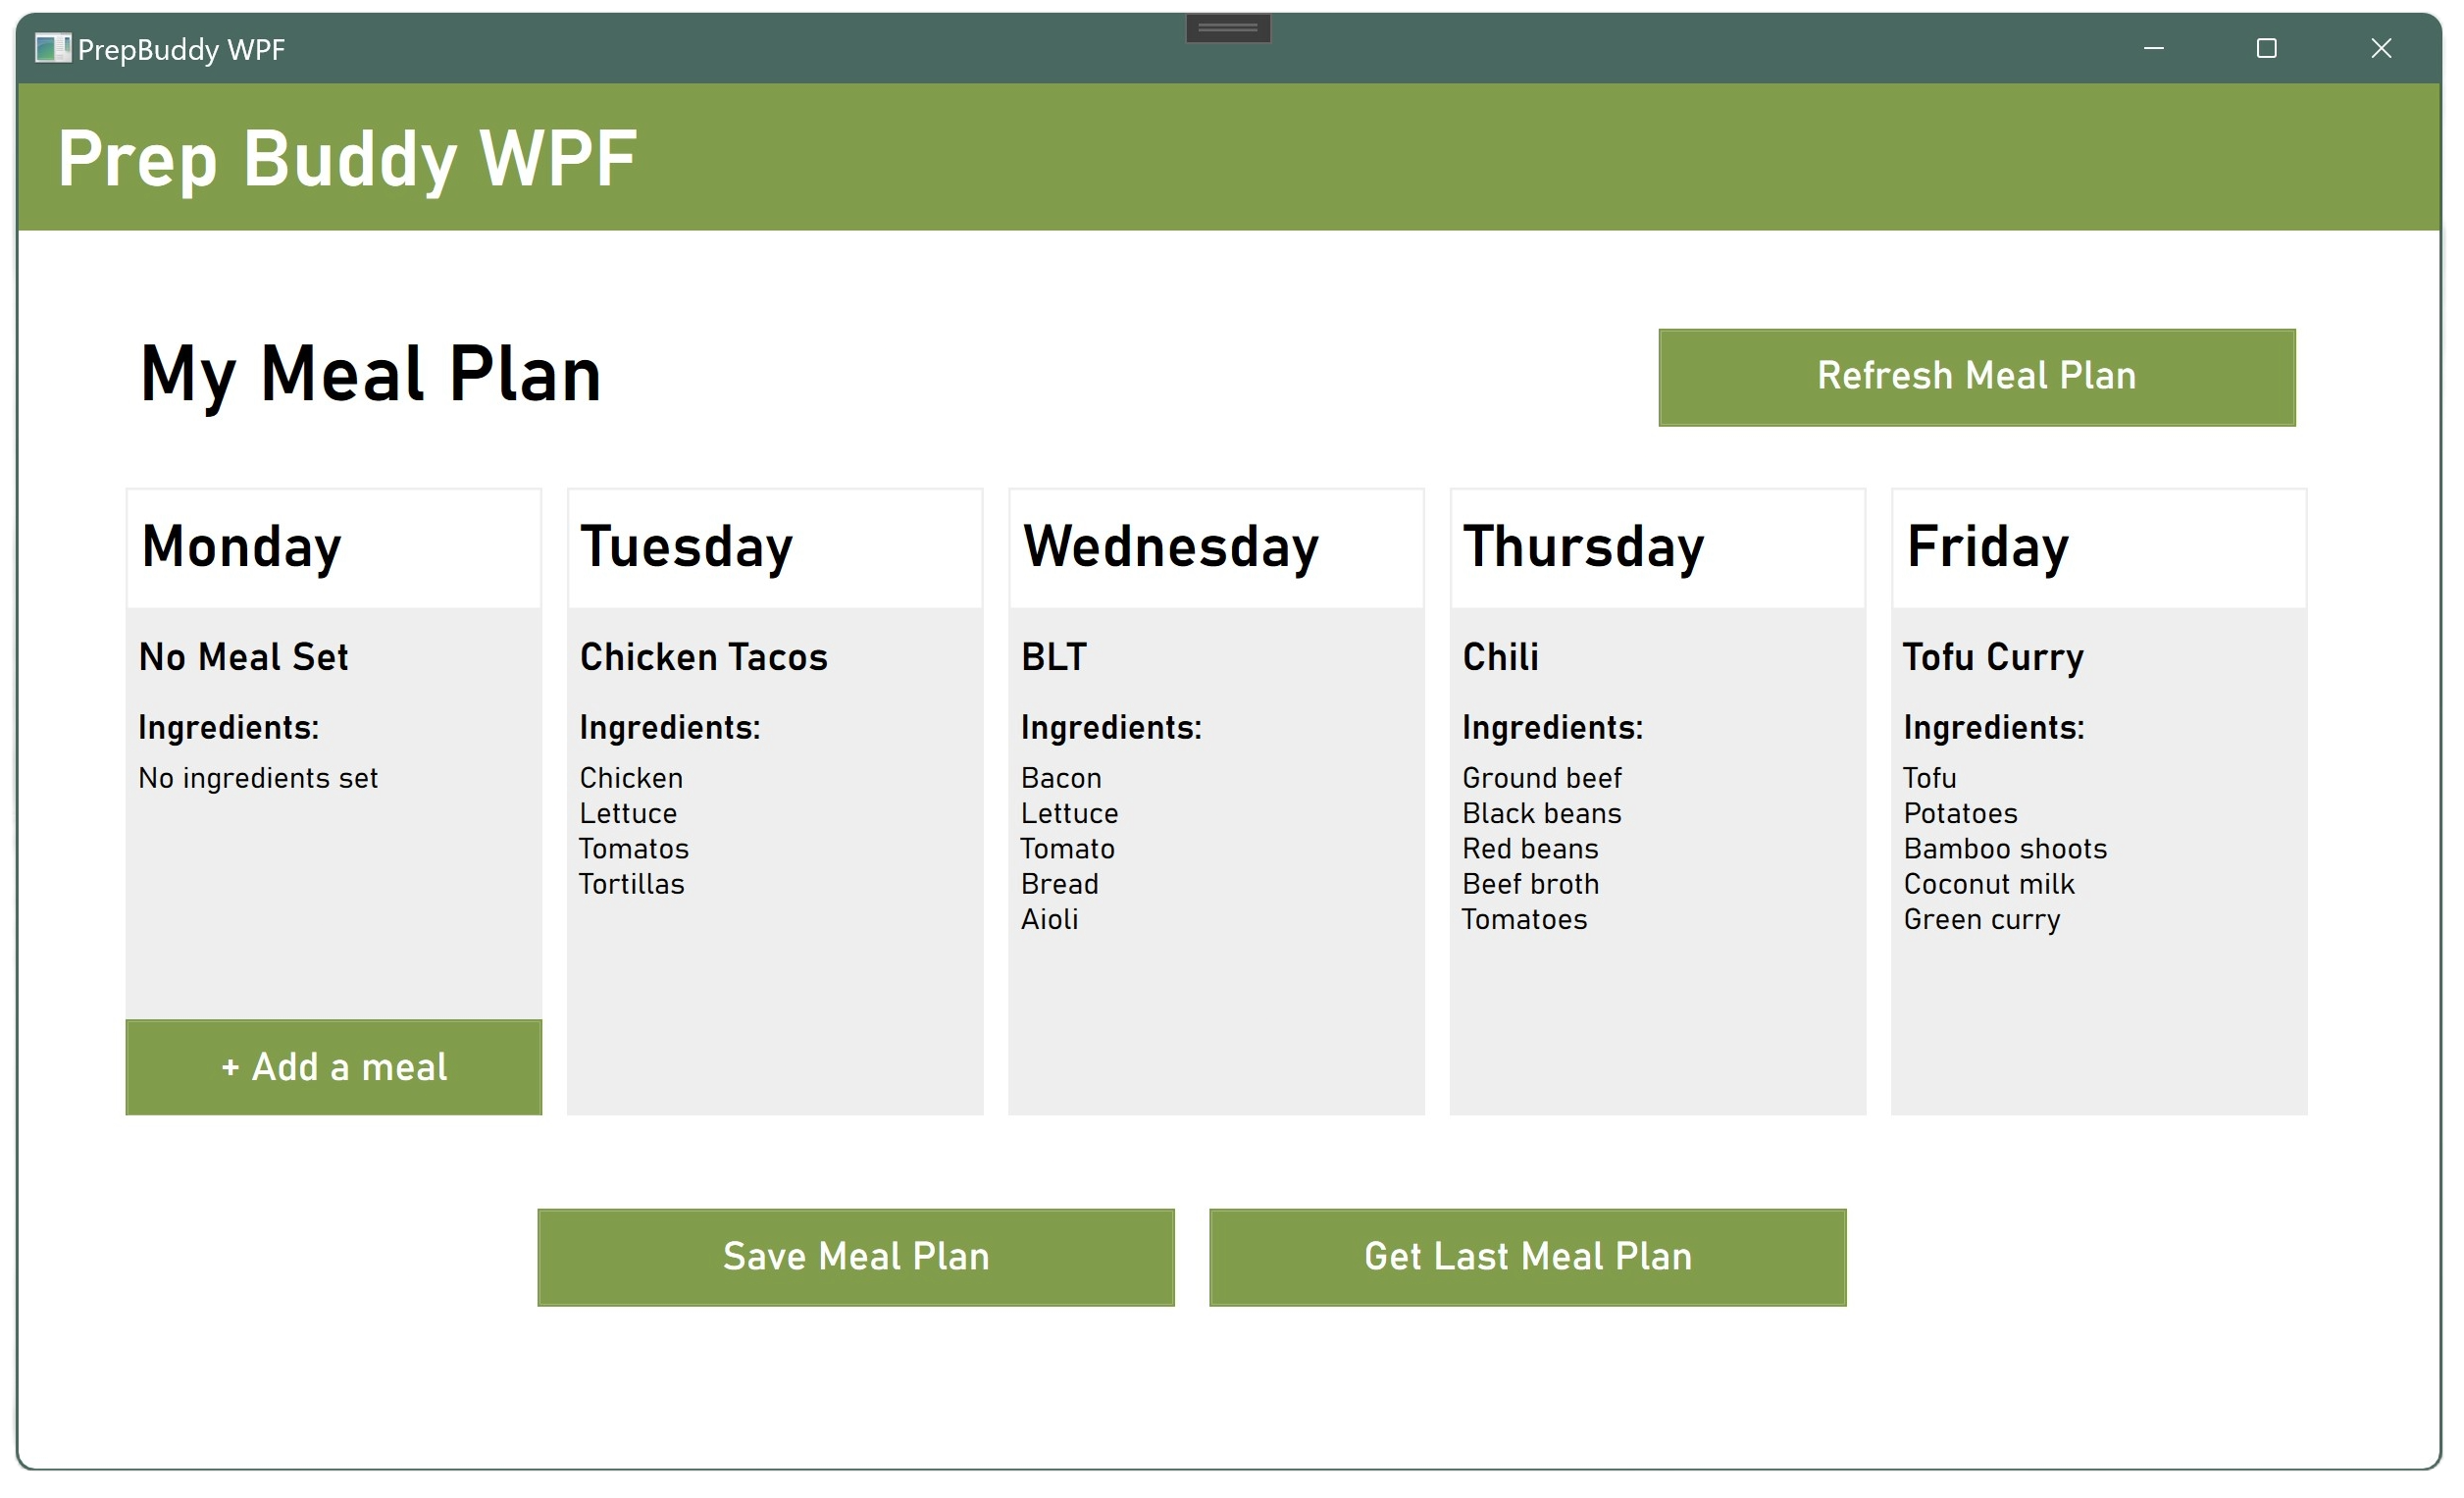 PrepBuddy WPF
Prep Buddy WPF
My Meal Plan
Refresh Meal Plan
Monday
No Meal Set
Ingredients:
No ingredients set
+ Add a meal
Tuesday
Chicken Tacos
Ingredients:
Chicken
Lettuce
Tomatos
Tortillas
Wednesday
BLT
Ingredients:
Bacon
Lettuce
Tomato
Bread
Aioli
Thursday
Chili
Ingredients:
Ground beef
Black beans
Red beans
Beef broth
Tomatoes
Friday
Tofu Curry
Ingredients:
Tofu
Potatoes
Bamboo shoots
Coconut milk
Green curry
Save Meal Plan
Get Last Meal Plan